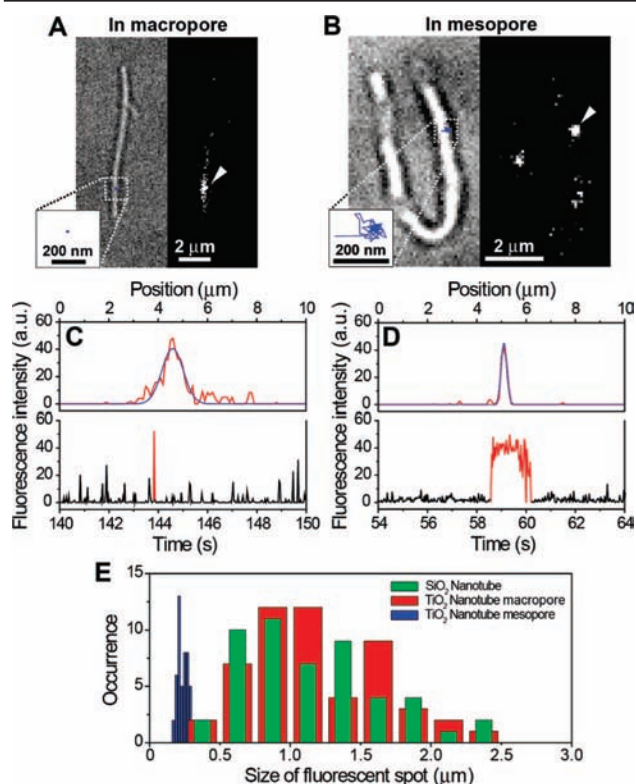 A In macropore
B In mesopore
200 nm
2 μm
200 nm
2 μm
Position (μm)
Position (μm)
0 2 4 6 8 10
0 2 4 6 8 10
C
D
60
40
20
0
60
40
20
0
Fluorescence intensity (a.u.)
Fluorescence intensity (a.u.)
60
40
20
0
60
40
20
0
140 142 144 146 148 150
54 56 58 60 62 64
Time (s)
Time (s)
E
15
10
5
0
Occurrence
SiO₂ Nanotube
TiO₂ Nanotube macropore
TiO₂ Nanotube mesopore
0 0.5 1.0 1.5 2.0 2.5 3.0
Size of fluorescent spot (μm)